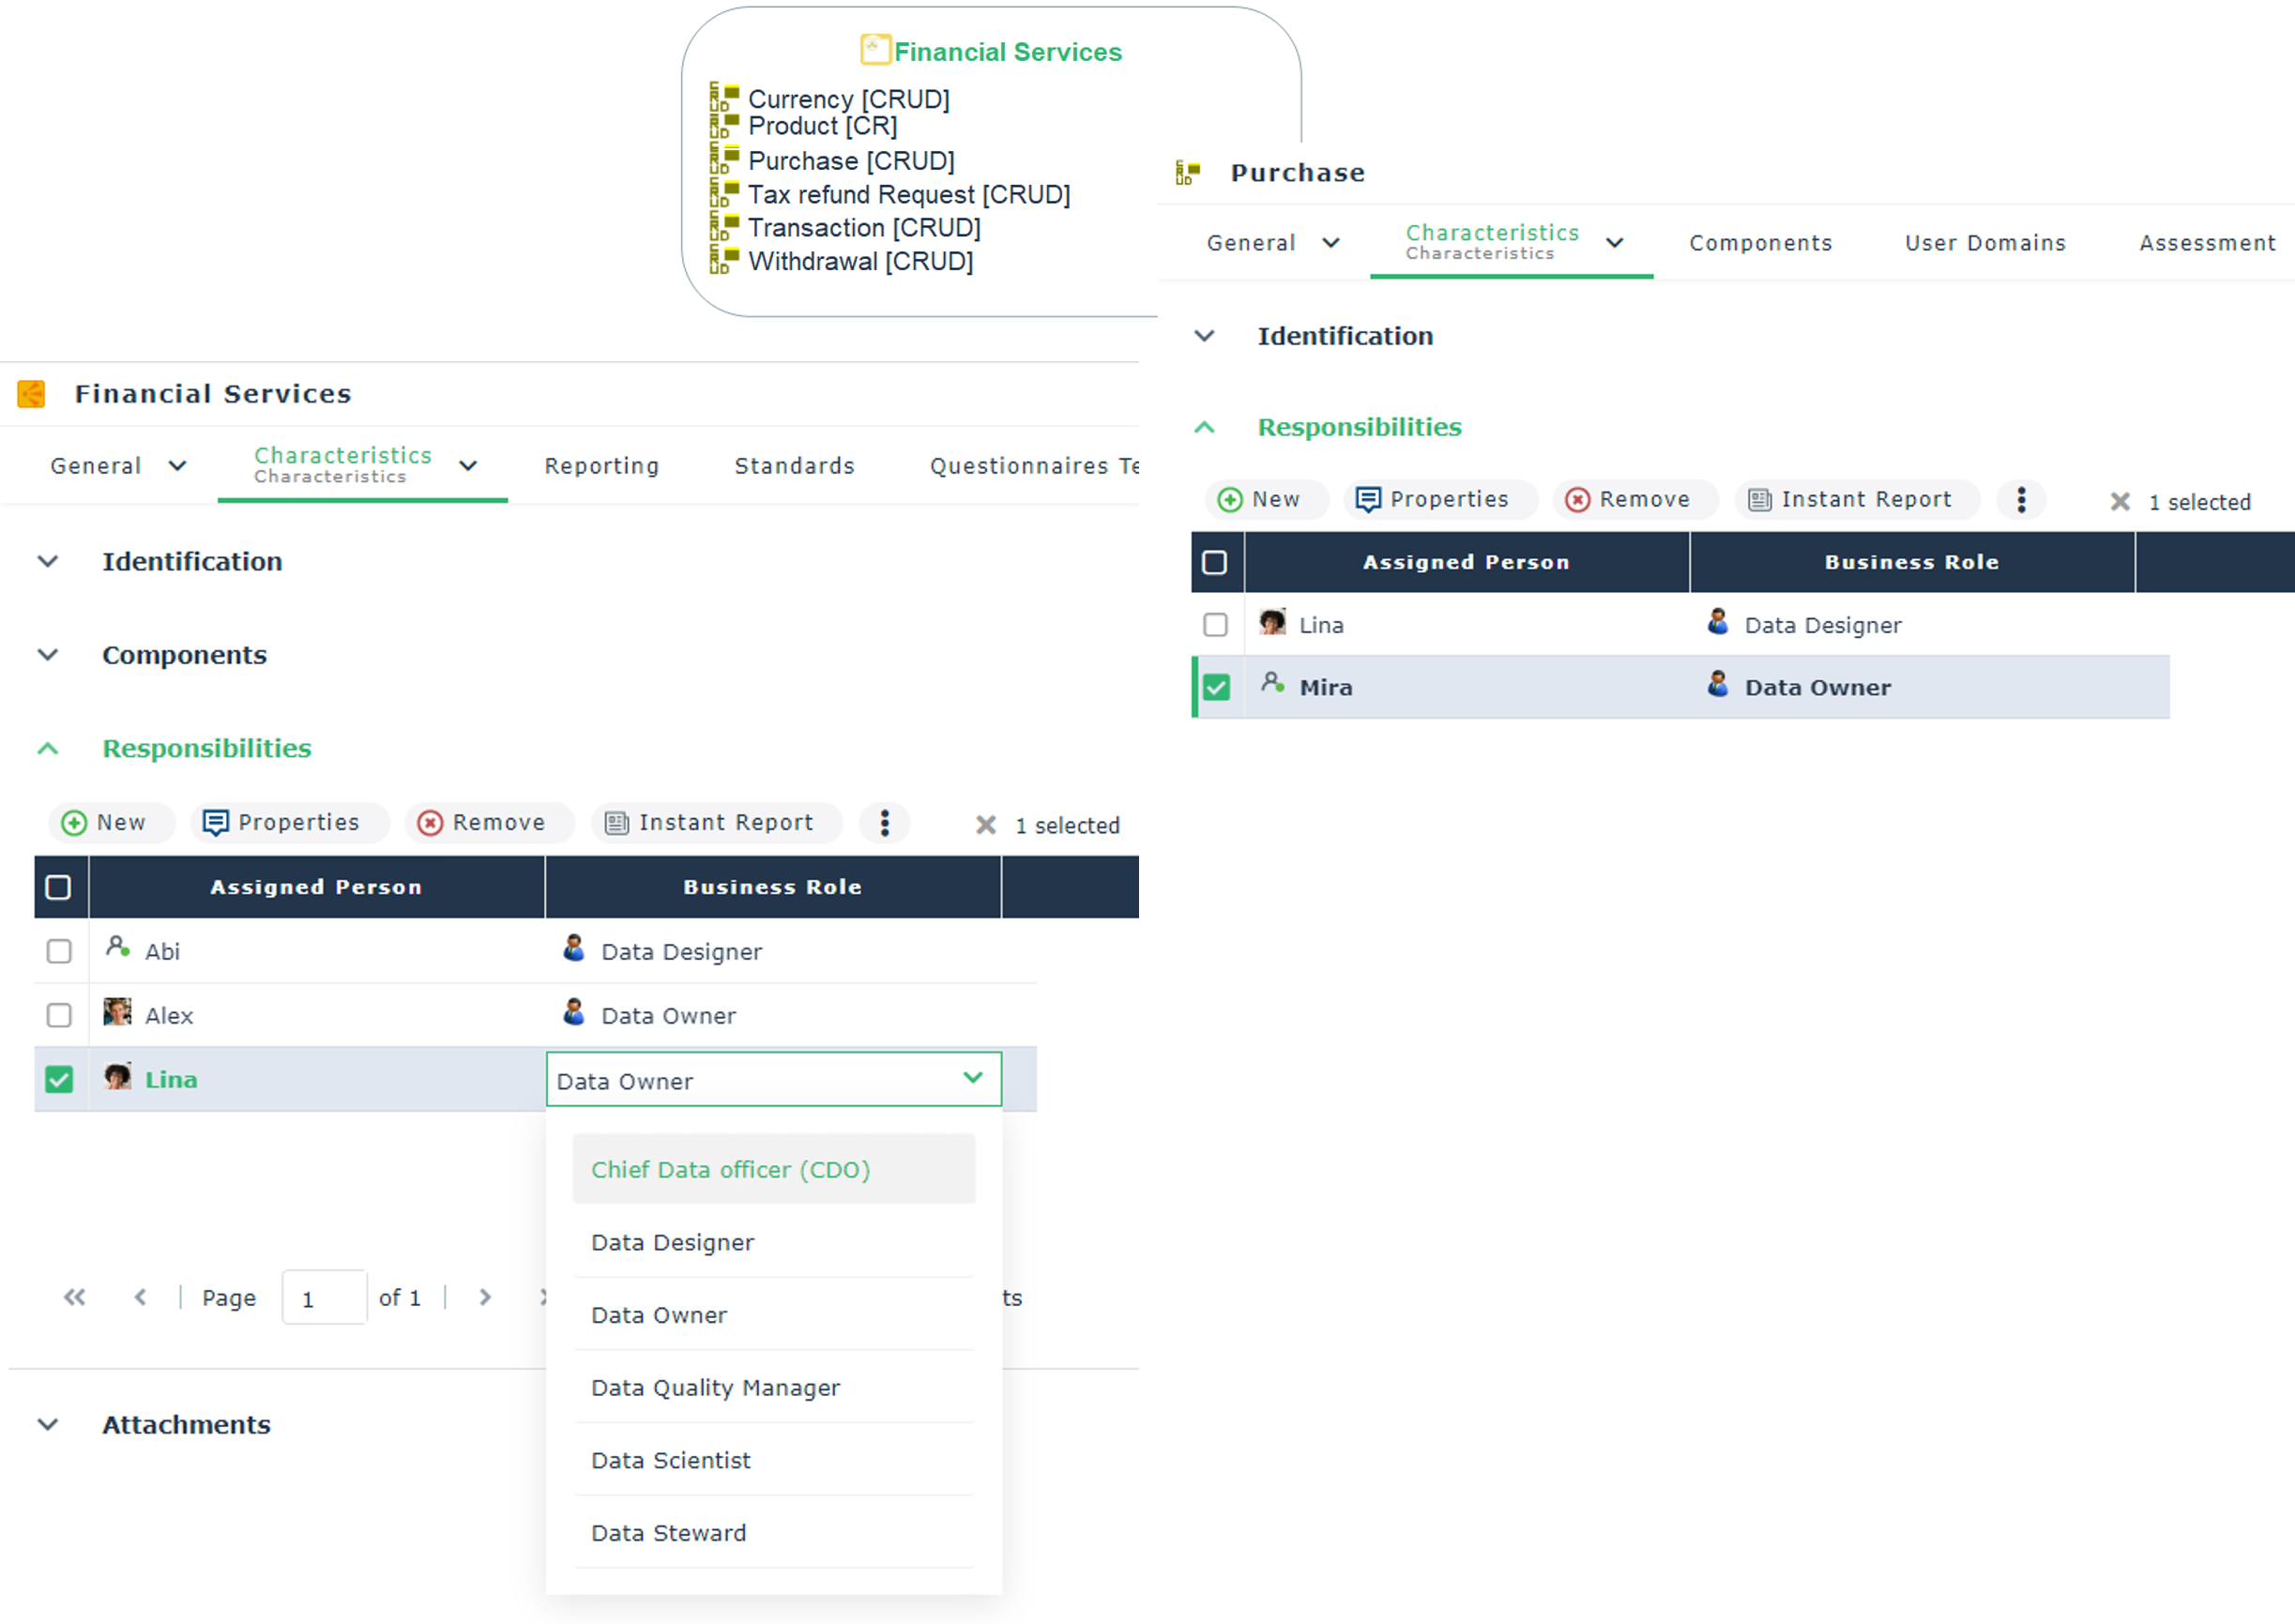 Financial Services
Currency [CRUD]
Product [CR]
Purchase [CRUD]
Tax refund Request [CRUD]
Transaction [CRUD]
Withdrawal [CRUD]
Financial Services
General
Characteristics
Characteristics
Reporting
Standards
Questionnaires Te
Identification
Components
Responsibilities
New Properties Remove Instant Report 1 selected
Assigned Person Business Role
Abi Data Designer
Alex Data Owner
Lina Data Owner
Chief Data officer (CDO)
Data Designer
Data Owner
Data Quality Manager
Data Scientist
Data Steward
Page 1 of 1 ts
Attachments
Purchase
General
Characteristics
Characteristics
Components
User Domains
Assessment
Identification
Responsibilities
New Properties Remove Instant Report 1 selected
Assigned Person Business Role
Lina Data Designer
Mira Data Owner